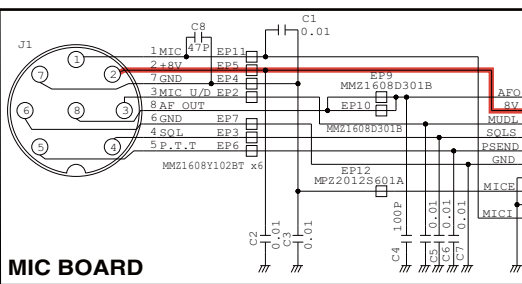 C1
0.01
C8
47P
J1
1 MIC EP11
2 +8V EP5
7 GND EP4
3 MIC U/D EP2
8 AF OUT
6 GND EP7
4 SQL EP3
5 P.T.T EP6
MMZ1608Y102BT x6
1
2
7
6
8
3
5
4
EP9
MMZ1608D301B
EP10
MMZ1608D301B
EP12
MPZ2012S601A
AFO
8V
MUDL
SQLS
PSEND
GND
MICE
MICI
C2
0.01
C3
0.01
C4
100P
C5
0.01
C6
0.01
C7
0.01
MIC BOARD